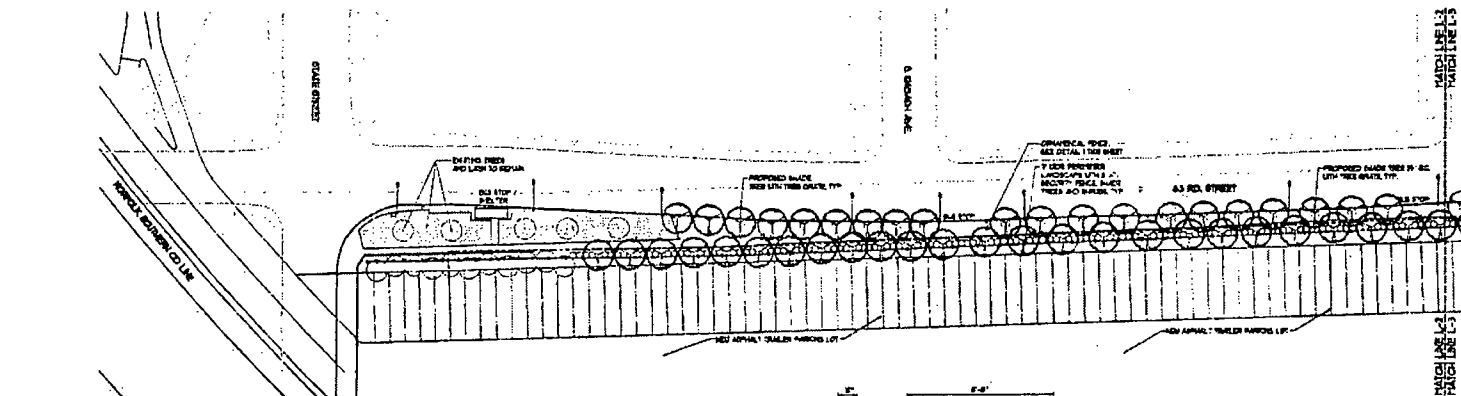 STATE STREET
MATCH LINE L-2
MATCH LINE L-3
EXISTING TREES
AND LAWN TO REMAIN
BUS STOP /
SHELTER
PROPOSED SHADE
TREE WITH TREE GRATE, TYP.
ORNAMENTAL FENCE,
SEE DETAIL 1 THIS SHEET
LANDSCAPE WITH
SECURITY FENCE, SHADE
TREES AND SHRUBS, TYP.
63 RD. STREET
PROPOSED SHADE TREE
WITH TREE GRATE, TYP.
BUS STOP
BUS STOP
NORFOLK SOUTHERN CO LINE
NEW ASPHALT TRAILER PARKING LOT
NEW ASPHALT TRAILER PARKING LOT
MATCH LINE L-2
MATCH LINE L-3